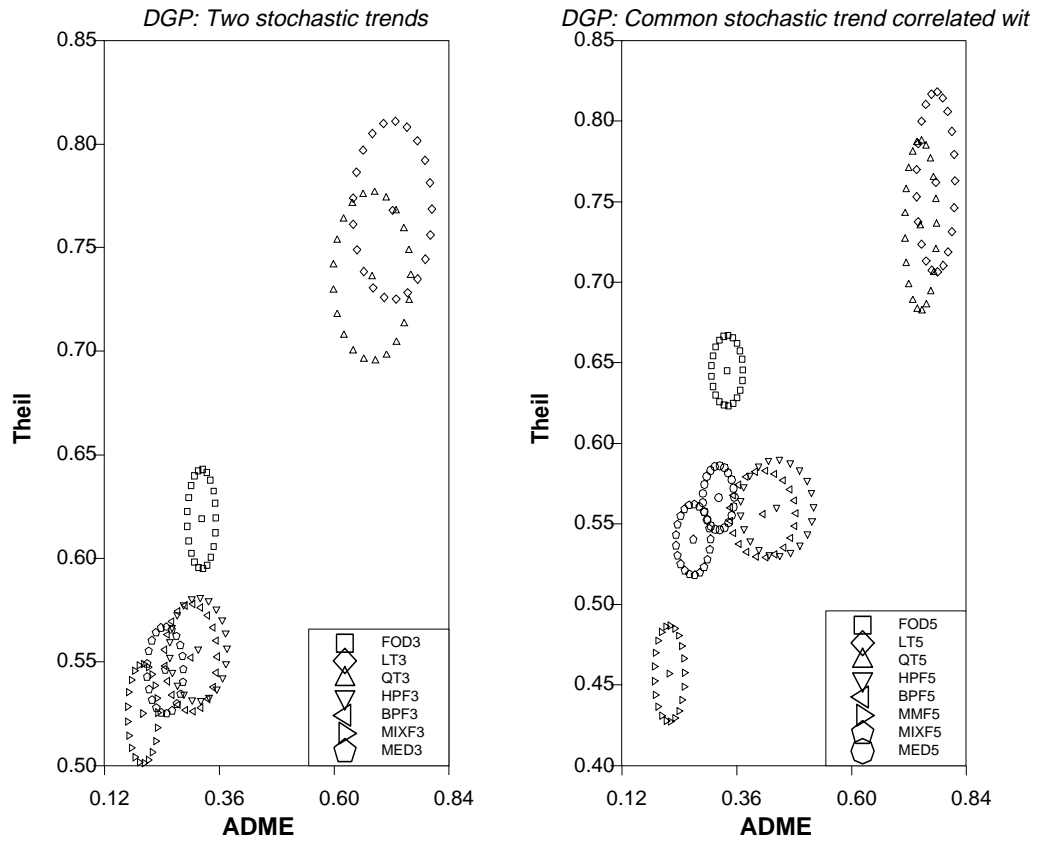 DGP: Two stochastic trends
0.85
0.80
0.75
0.70
0.65
0.60
0.55
0.50
Theil
0.12 0.36 0.60 0.84
ADME
FOD3
LT3
QT3
HPF3
BPF3
MIXF3
MED3
DGP: Common stochastic trend correlated wit
0.85
0.80
0.75
0.70
0.65
0.60
0.55
0.50
0.45
0.40
Theil
0.12 0.36 0.60 0.84
ADME
FOD5
LT5
QT5
HPF5
BPF5
MMF5
MIXF5
MED5